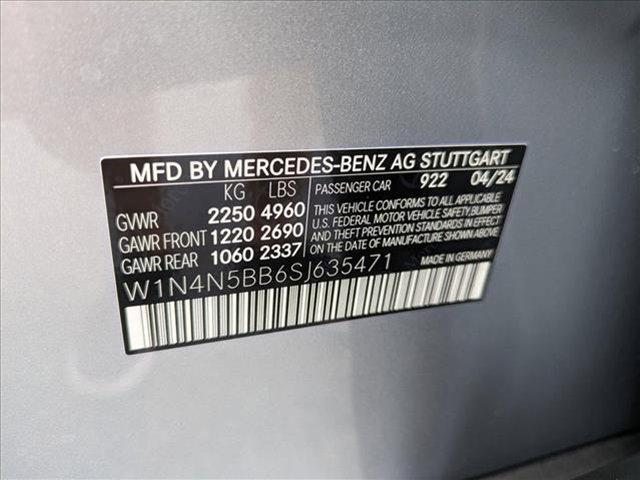 MFD BY MERCEDES-BENZ AG STUTTGART
KG LBS
GVWR 2250 4960
GAWR FRONT 1220 2690
GAWR REAR 1060 2337
PASSENGER CAR 922 04/24
THIS VEHICLE CONFORMS TO ALL APPLICABLE
U.S. FEDERAL MOTOR VEHICLE SAFETY, BUMPER
AND THEFT PREVENTION STANDARDS IN EFFECT
ON THE DATE OF MANUFACTURE SHOWN ABOVE.
W1N4N5BB6SJ635471
MADE IN GERMANY